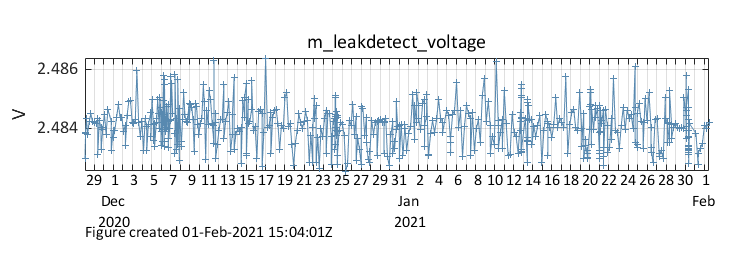 m_leakdetect_voltage
2.486
V
2.484
29 1 3 5 7 9 11 13 15 17 19 21 23 25 27 29 31 2 4 6 8 10 12 14 16 18 20 22 24 26 28 30 1
Dec Jan Feb
2020 2021
Figure created 01-Feb-2021 15:04:01Z